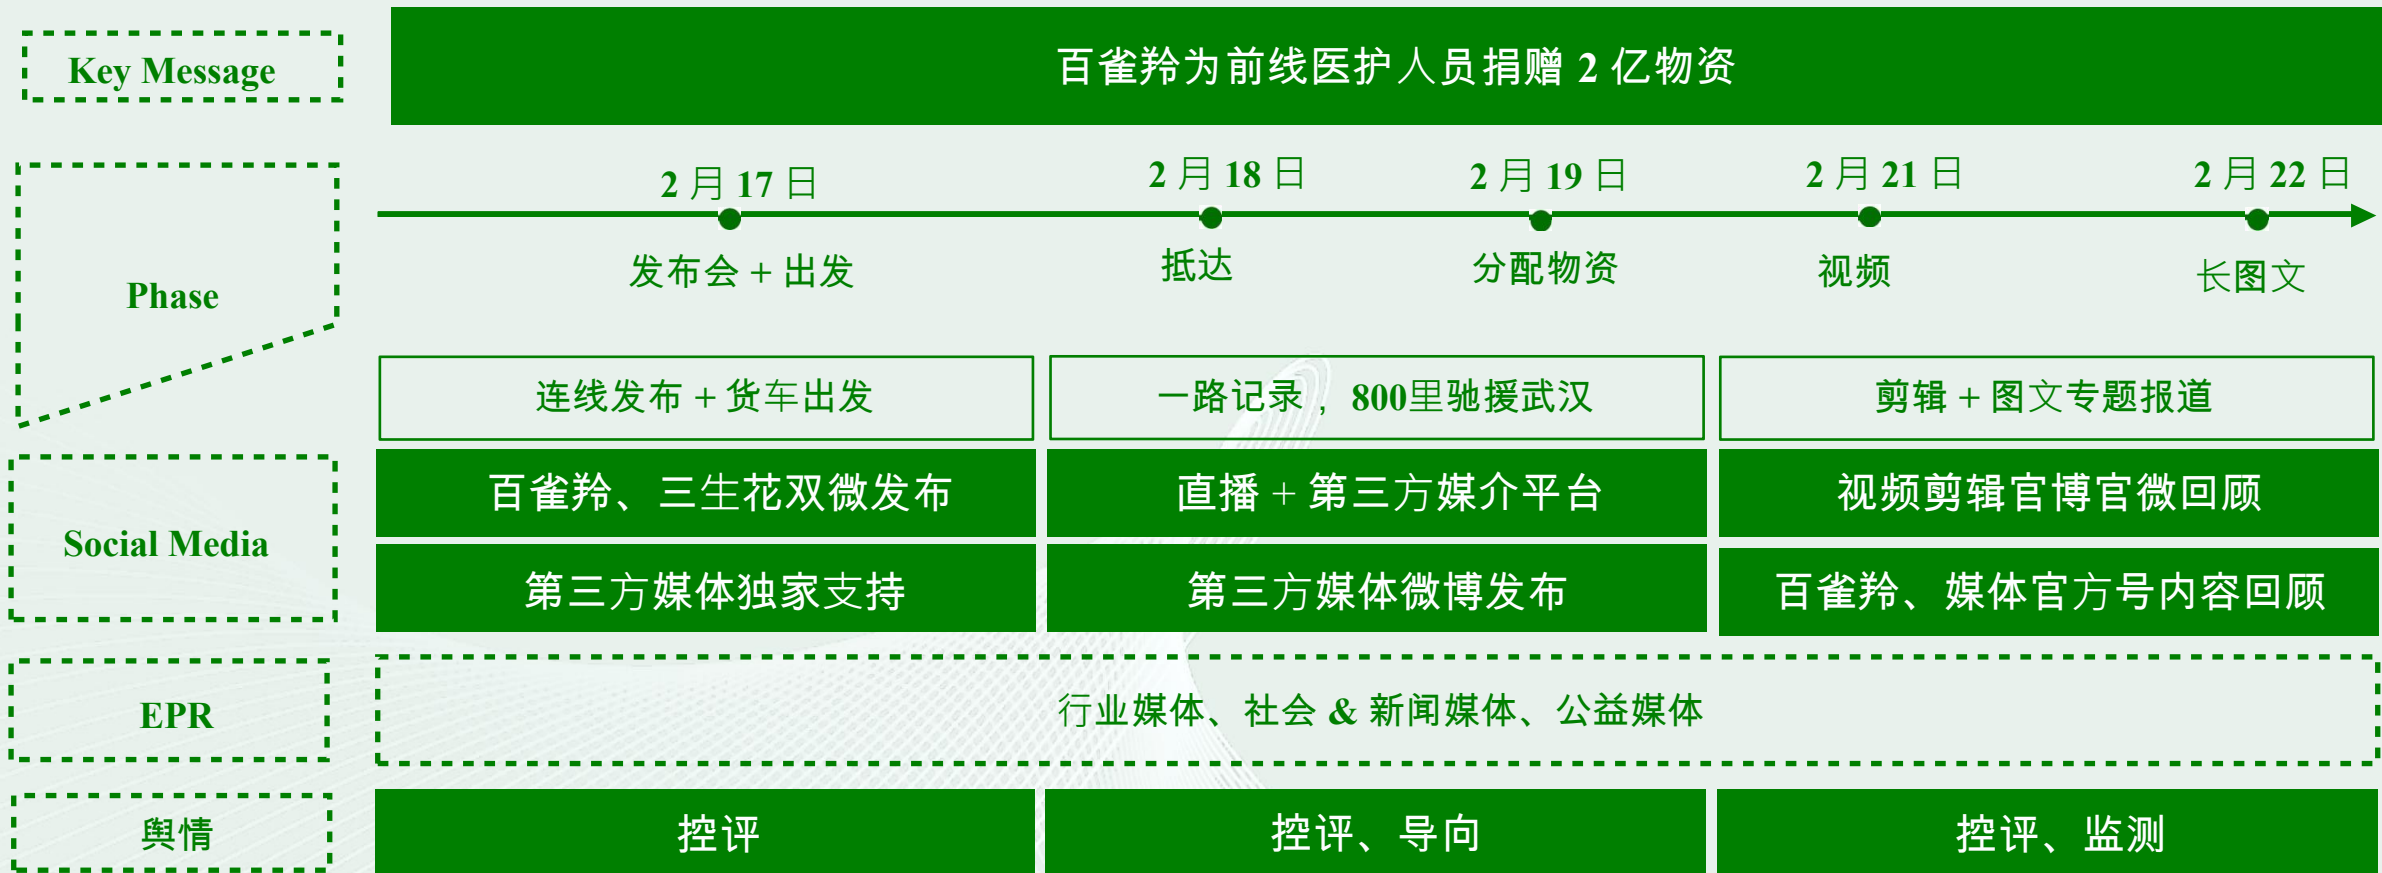 Key Message
百雀羚为前线医护人员捐赠 2 亿物资
Phase
2 月 17 日
2 月 18 日
2 月 19 日
2 月 21 日
2 月 22 日
发布会 + 出发
抵达
分配物资
视频
长图文
连线发布 + 货车出发
一路记录，800里驰援武汉
剪辑 + 图文专题报道
Social Media
百雀羚、三生花双微发布
直播 + 第三方媒介平台
视频剪辑官博官微回顾
第三方媒体独家支持
第三方媒体微博发布
百雀羚、媒体官方号内容回顾
EPR
行业媒体、社会 & 新闻媒体、公益媒体
舆情
控评
控评、导向
控评、监测